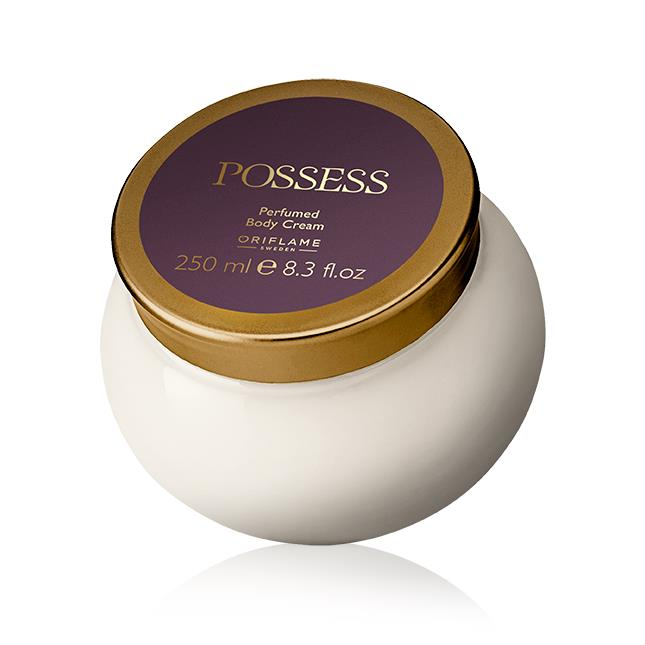 POSSESS
Perfumed
Body Cream
ORIFLAME
SWEDEN
250 ml ℮ 8.3 fl.oz